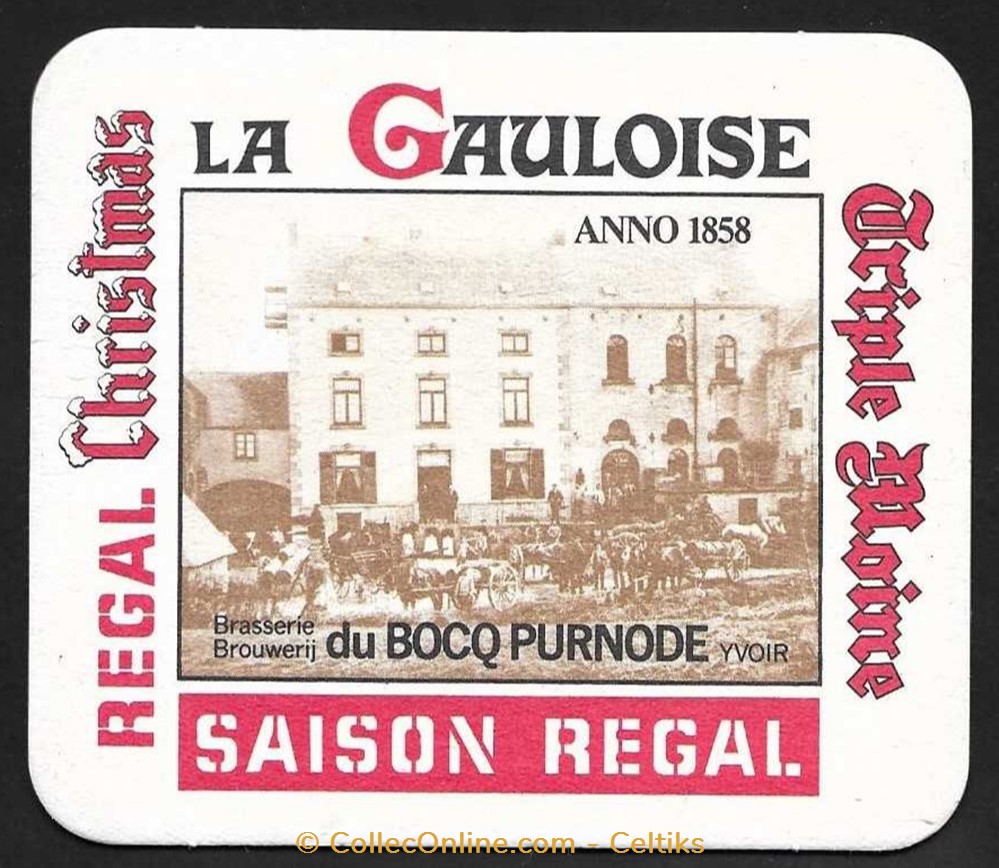 LA GAULOISE
ANNO 1858
REGAL Christmas
Triple Moine
Brasserie
Brouwerij du BOCQ PURNODE YVOIR
SAISON REGAL
© CollecOnline.com - Celtiks